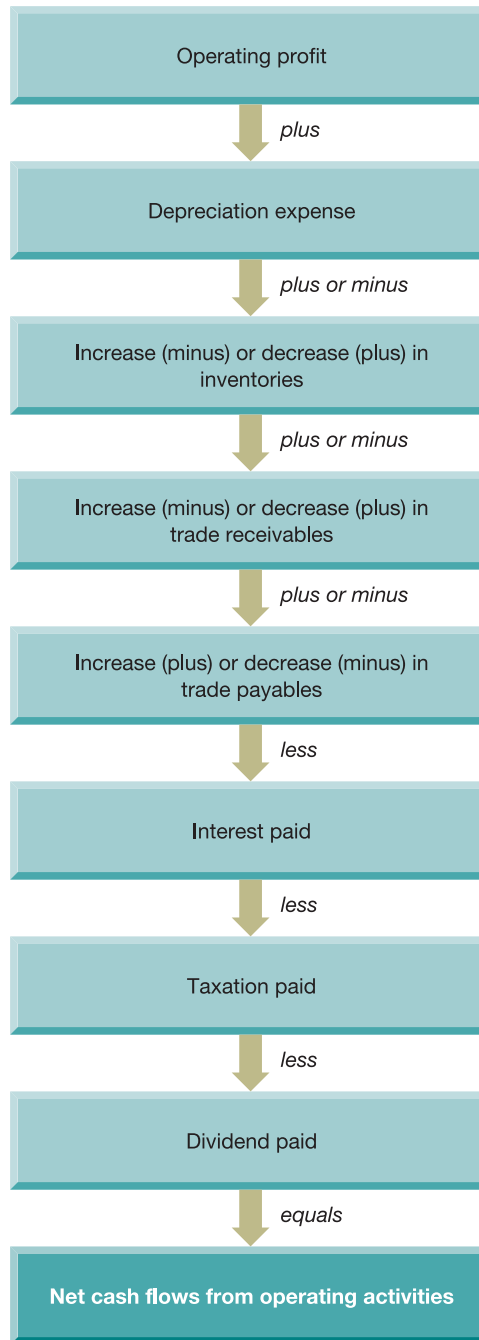 Operating profit
plus
Depreciation expense
plus or minus
Increase (minus) or decrease (plus) in
inventories
plus or minus
Increase (minus) or decrease (plus) in
trade receivables
plus or minus
Increase (plus) or decrease (minus) in
trade payables
less
Interest paid
less
Taxation paid
less
Dividend paid
equals
Net cash flows from operating activities